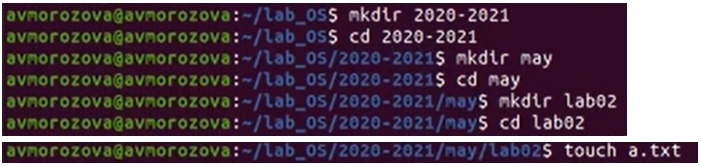 avmorozova@avmorozova:~/lab_OS$ mkdir 2020-2021
avmorozova@avmorozova:~/lab_OS$ cd 2020-2021
avmorozova@avmorozova:~/lab_OS/2020-2021$ mkdir may
avmorozova@avmorozova:~/lab_OS/2020-2021$ cd may
avmorozova@avmorozova:~/lab_OS/2020-2021/may$ mkdir lab02
avmorozova@avmorozova:~/lab_OS/2020-2021/may$ cd lab02
avmorozova@avmorozova:~/lab_OS/2020-2021/may/lab02$ touch a.txt